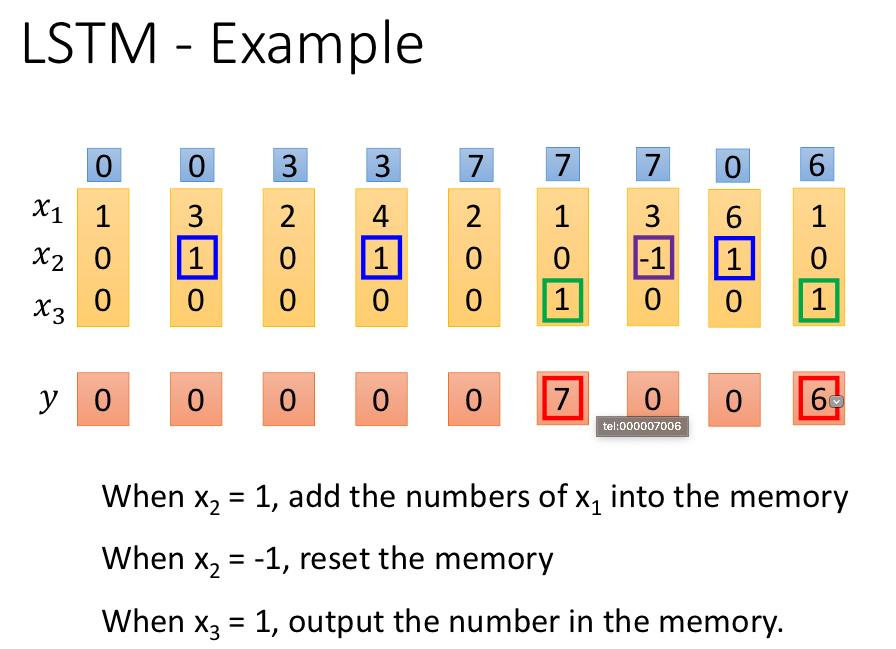 LSTM - Example
0 0 3 3 7 7 7 0 6
x₁ 1 3 2 4 2 1 3 6 1
x₂ 0 1 0 1 0 0 -1 1 0
x₃ 0 0 0 0 0 1 0 0 1
y 0 0 0 0 0 7 0 0 6
tel:000007006
When x₂ = 1, add the numbers of x₁ into the memory
When x₂ = -1, reset the memory
When x₃ = 1, output the number in the memory.